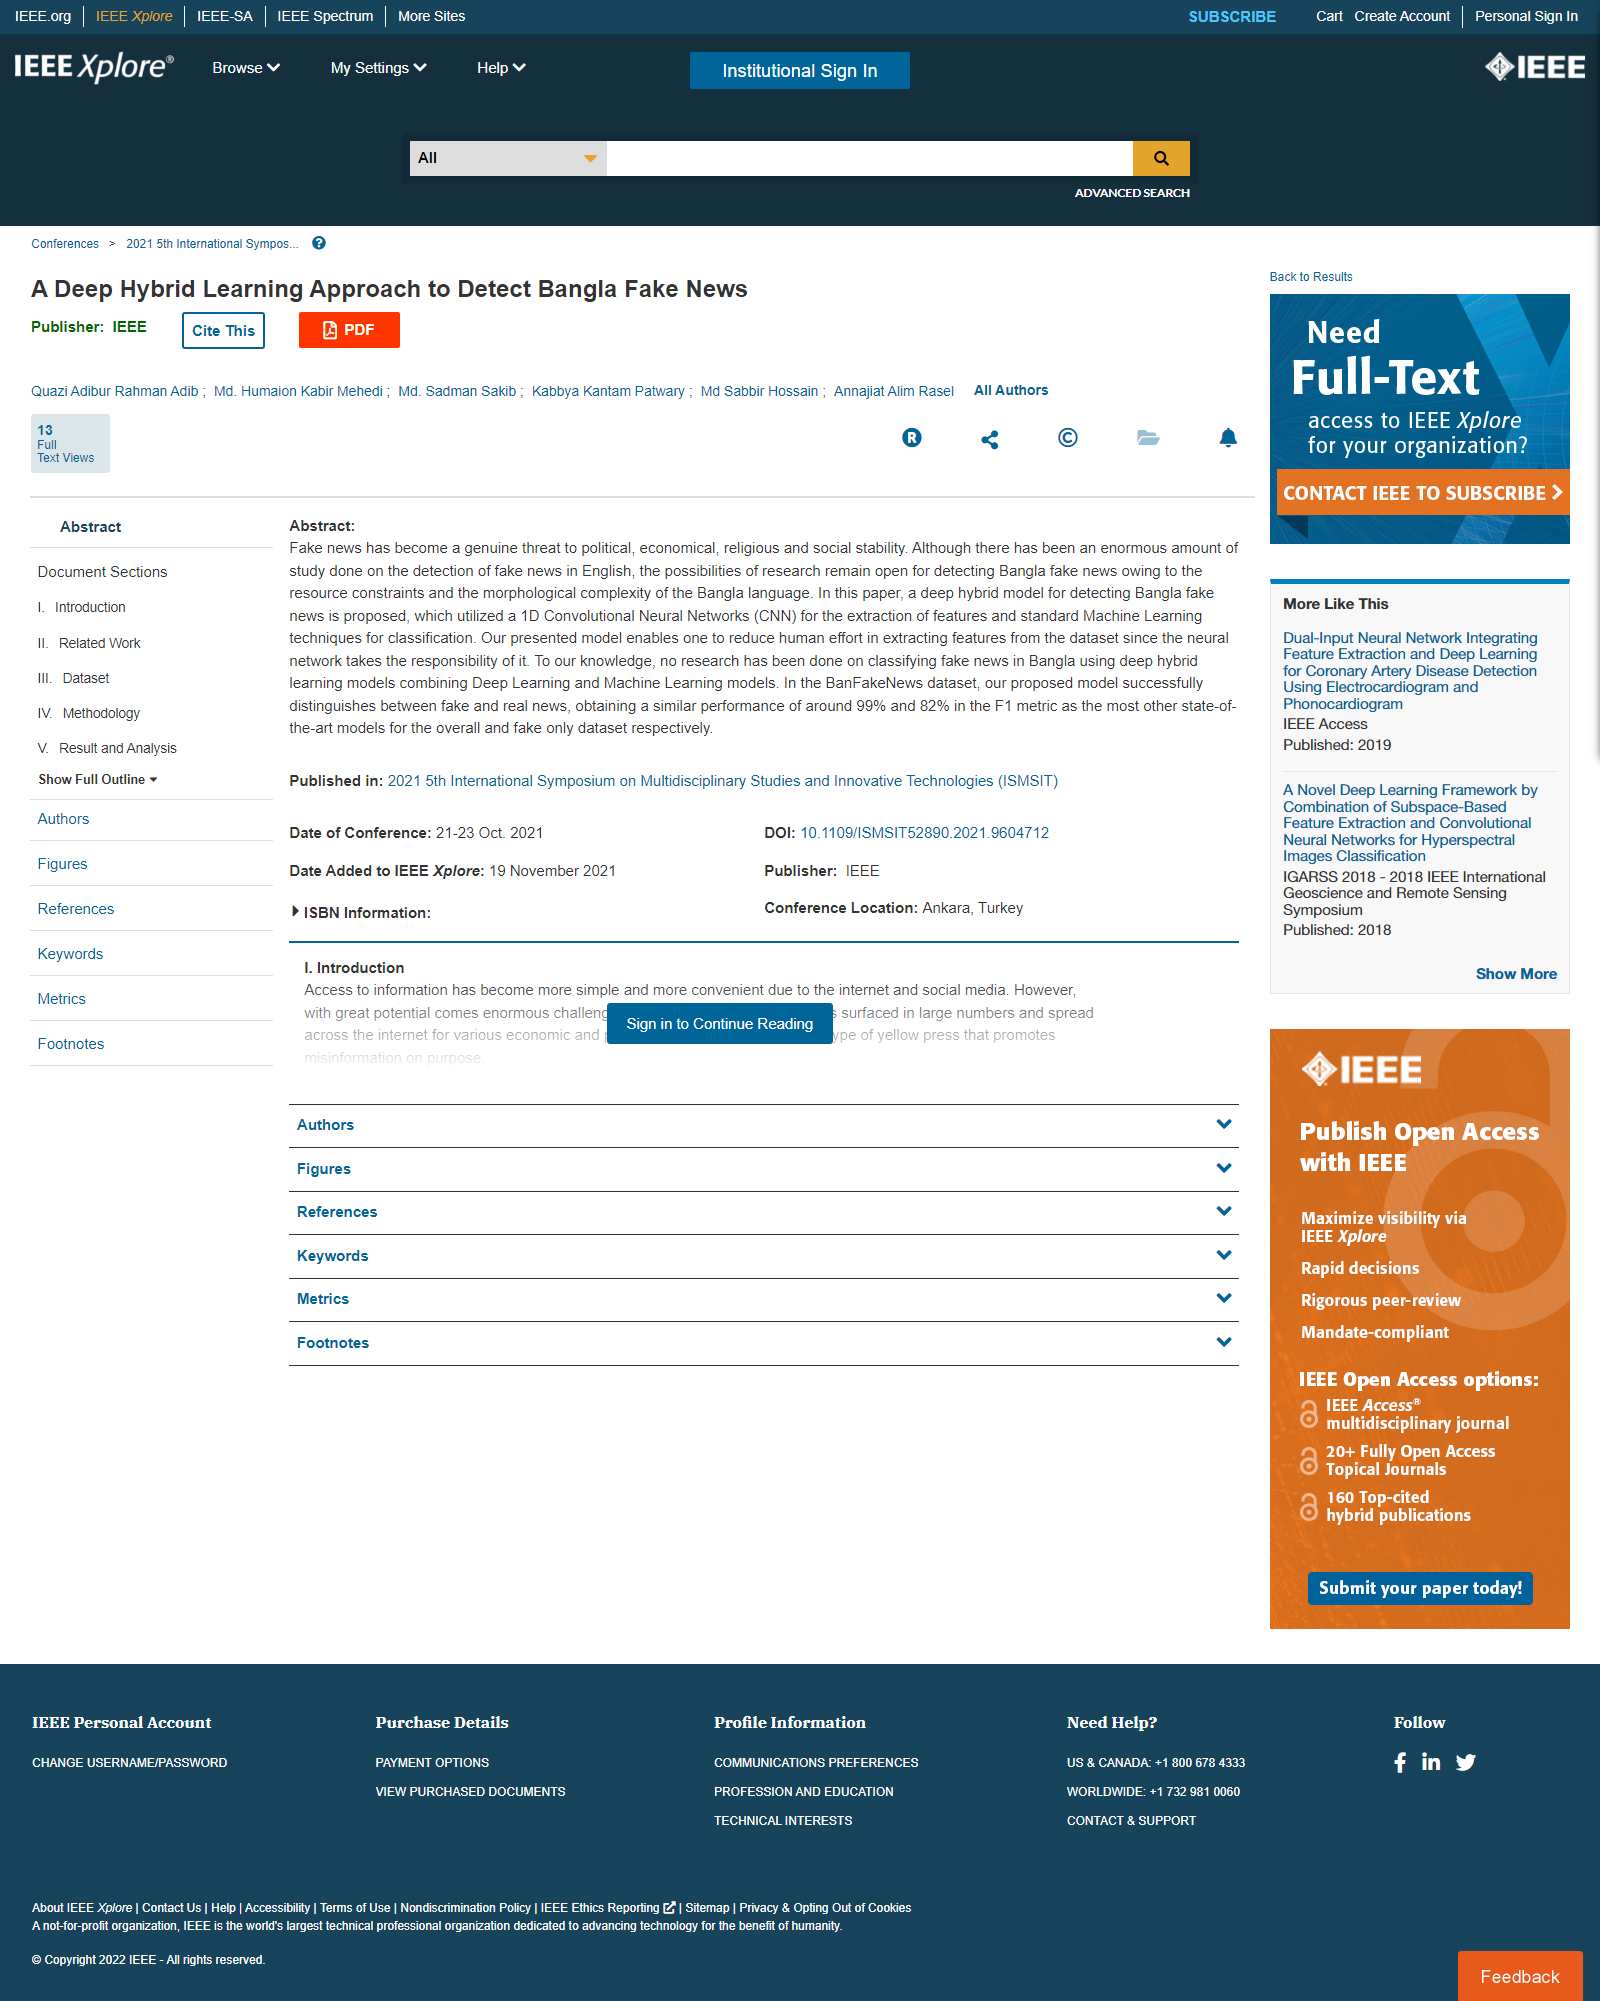 IEEE.org
IEEE Xplore
IEEE-SA
IEEE Spectrum
More Sites
SUBSCRIBE
Cart
Create Account
Personal Sign In
IEEE Xplore®
Browse
My Settings
Help
Institutional Sign In
IEEE
All
ADVANCED SEARCH
Conferences > 2021 5th International Sympos...
A Deep Hybrid Learning Approach to Detect Bangla Fake News
Publisher: IEEE
Cite This
PDF
Quazi Adibur Rahman Adib ; Md. Humaion Kabir Mehedi ; Md. Sadman Sakib ; Kabbya Kantam Patwary ; Md Sabbir Hossain ; Annajiat Alim Rasel All Authors
13
Full
Text Views
Abstract
Document Sections
I. Introduction
II. Related Work
III. Dataset
IV. Methodology
V. Result and Analysis
Show Full Outline
Authors
Figures
References
Keywords
Metrics
Footnotes
Abstract:
Fake news has become a genuine threat to political, economical, religious and social stability. Although there has been an enormous amount of
study done on the detection of fake news in English, the possibilities of research remain open for detecting Bangla fake news owing to the
resource constraints and the morphological complexity of the Bangla language. In this paper, a deep hybrid model for detecting Bangla fake
news is proposed, which utilized a 1D Convolutional Neural Networks (CNN) for the extraction of features and standard Machine Learning
techniques for classification. Our presented model enables one to reduce human effort in extracting features from the dataset since the neural
network takes the responsibility of it. To our knowledge, no research has been done on classifying fake news in Bangla using deep hybrid
learning models combining Deep Learning and Machine Learning models. In the BanFakeNews dataset, our proposed model successfully
distinguishes between fake and real news, obtaining a similar performance of around 99% and 82% in the F1 metric as the most other state-of-
the-art models for the overall and fake only dataset respectively.
Published in: 2021 5th International Symposium on Multidisciplinary Studies and Innovative Technologies (ISMSIT)
Date of Conference: 21-23 Oct. 2021
DOI: 10.1109/ISMSIT52890.2021.9604712
Date Added to IEEE Xplore: 19 November 2021
Publisher: IEEE
ISBN Information:
Conference Location: Ankara, Turkey
I. Introduction
Access to information has become more simple and more convenient due to the internet and social media. However,
with great potential comes enormous challeng
s surfaced in large numbers and spread
across the internet for various economic and
ype of yellow press that promotes
misinformation on purpose.
Sign in to Continue Reading
Authors
Figures
References
Keywords
Metrics
Footnotes
Back to Results
Need
Full-Text
access to IEEE Xplore
for your organization?
CONTACT IEEE TO SUBSCRIBE
More Like This
Dual-Input Neural Network Integrating
Feature Extraction and Deep Learning
for Coronary Artery Disease Detection
Using Electrocardiogram and
Phonocardiogram
IEEE Access
Published: 2019
A Novel Deep Learning Framework by
Combination of Subspace-Based
Feature Extraction and Convolutional
Neural Networks for Hyperspectral
Images Classification
IGARSS 2018 - 2018 IEEE International
Geoscience and Remote Sensing
Symposium
Published: 2018
Show More
IEEE
Publish Open Access
with IEEE
Maximize visibility via
IEEE Xplore
Rapid decisions
Rigorous peer-review
Mandate-compliant
IEEE Open Access options:
IEEE Access®
multidisciplinary journal
20+ Fully Open Access
Topical Journals
160 Top-cited
hybrid publications
Submit your paper today!
IEEE Personal Account
CHANGE USERNAME/PASSWORD
Purchase Details
PAYMENT OPTIONS
VIEW PURCHASED DOCUMENTS
Profile Information
COMMUNICATIONS PREFERENCES
PROFESSION AND EDUCATION
TECHNICAL INTERESTS
Need Help?
US & CANADA: +1 800 678 4333
WORLDWIDE: +1 732 981 0060
CONTACT & SUPPORT
Follow
About IEEE Xplore | Contact Us | Help | Accessibility | Terms of Use | Nondiscrimination Policy | IEEE Ethics Reporting | Sitemap | Privacy & Opting Out of Cookies
A not-for-profit organization, IEEE is the world's largest technical professional organization dedicated to advancing technology for the benefit of humanity.
© Copyright 2022 IEEE - All rights reserved.
Feedback